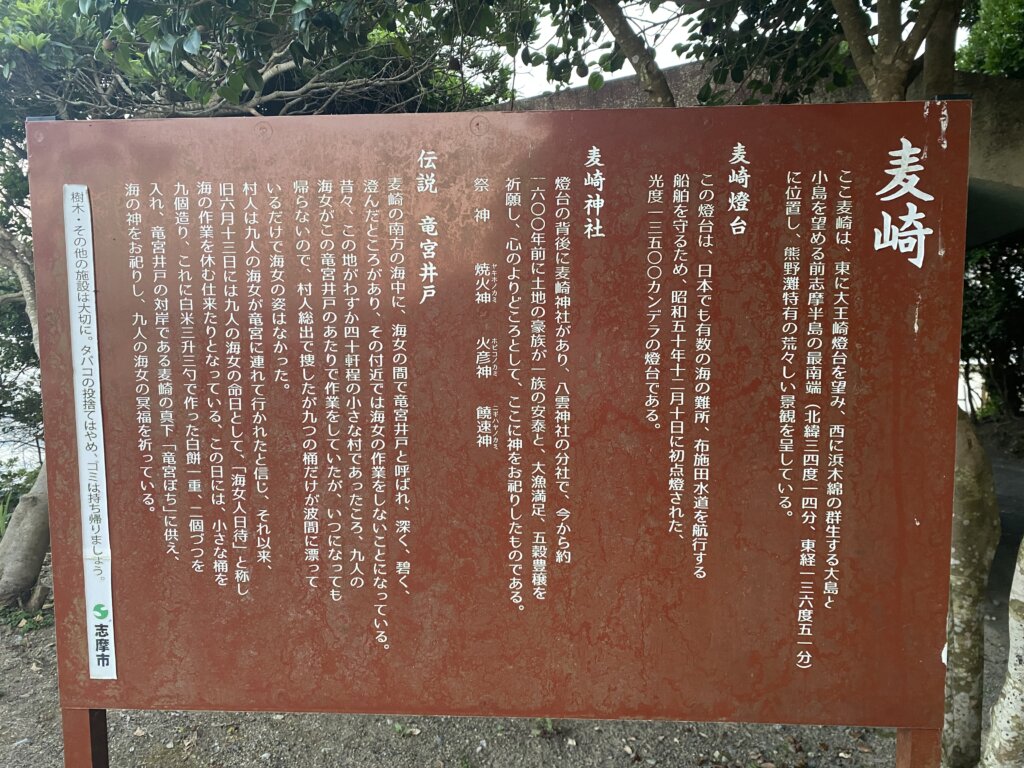 麦崎
ここ麦崎は、東に大王崎燈台を望み、西に浜木綿の群生する大島と
小島を望める前志摩半島の最南端（北緯三四度一四分、東経一三六度五一分）
に位置し、熊野灘特有の荒々しい景観を呈している。
麦崎燈台
この燈台は、日本でも有数の海の難所、布施田水道を航行する
船舶を守るため、昭和五十年十二月十日に初点燈された、
光度一三五〇〇カンデラの燈台である。
麦崎神社
燈台の背後に麦崎神社があり、八雲神社の分社で、今から約
一六〇〇年前に土地の豪族が一族の安泰と、大漁満足、五穀豊穣を
祈願し、心のよりどころとして、ここに神をお祀りしたものである。
祭神 焼火神 火彦神 饒速神
ヤキホノカミ ホビコノカミ ニギハヤノカミ
伝説 竜宮井戸
麦崎の南方の海中に、海女の間で竜宮井戸と呼ばれ、深く、碧く、
澄んだところがあり、その付近では海女の作業をしないことになっている。
昔々、この地がわずか四十軒程の小さな村であったころ、九人の
海女がこの竜宮井戸のあたりで作業をしていたが、いつになっても
帰らないので、村人総出で捜したが九つの桶だけが波間に漂って
いるだけで海女の姿はなかった。
村人は九人の海女が竜宮に連れて行かれたと信じ、それ以来、
旧六月十三日には九人の海女の命日として、「海女人日待」と称し
海の作業を休む仕来たりとなっている。この日には、小さな桶を
九個造り、これに白米三升三勺で作った白餅一重、二個づつを
入れ、竜宮井戸の対岸である麦崎の真下「竜宮ぼち」に供え、
海の神をお祀りし、九人の海女の冥福を祈っている。
樹木・その他の施設は大切に。タバコの投捨てはやめ、ゴミは持ち帰りましょう。
志摩市